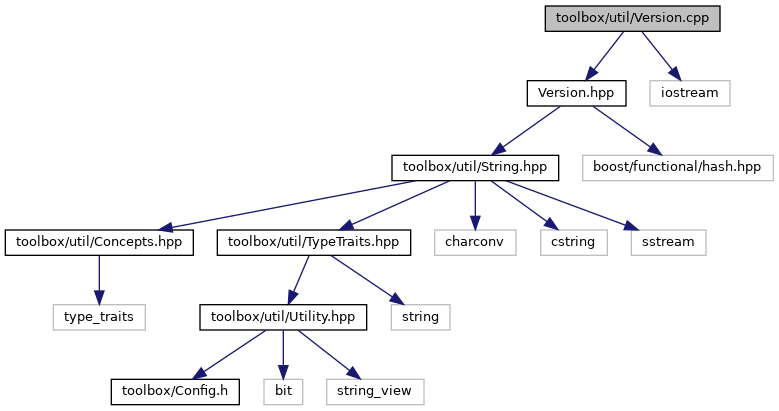 toolbox/util/Version.cpp
Version.hpp
iostream
toolbox/util/String.hpp
boost/functional/hash.hpp
toolbox/util/Concepts.hpp
toolbox/util/TypeTraits.hpp
charconv
cstring
sstream
type_traits
toolbox/util/Utility.hpp
string
toolbox/Config.h
bit
string_view